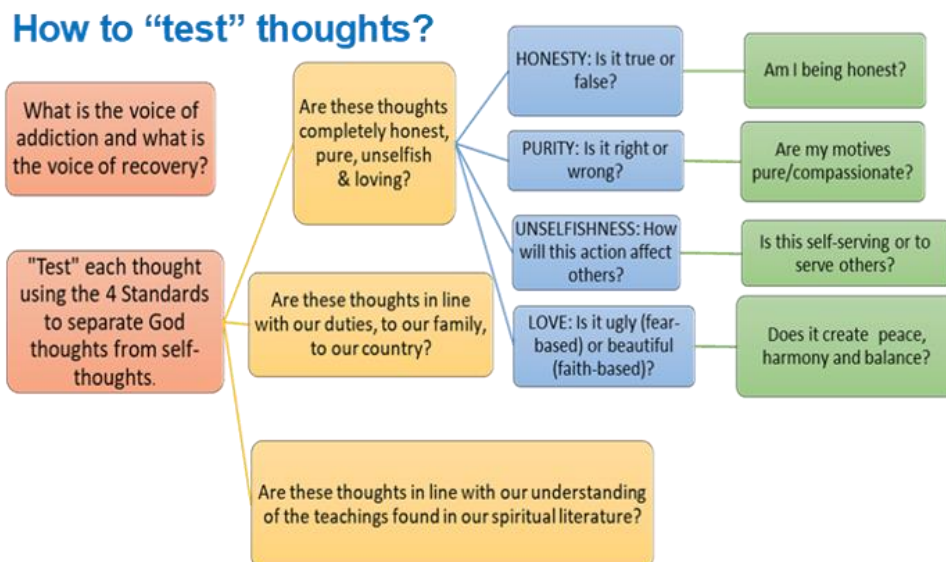 How to “test” thoughts?
What is the voice of
addiction and what is
the voice of recovery?
"Test" each thought
using the 4 Standards
to separate God
thoughts from self-
thoughts.
Are these thoughts
completely honest,
pure, unselfish
& loving?
Are these thoughts in line
with our duties, to our family,
to our country?
Are these thoughts in line with our understanding
of the teachings found in our spiritual literature?
HONESTY: Is it true or
false?
PURITY: Is it right or
wrong?
UNSELFISHNESS: How
will this action affect
others?
LOVE: Is it ugly (fear-
based) or beautiful
(faith-based)?
Am I being honest?
Are my motives
pure/compassionate?
Is this self-serving or to
serve others?
Does it create peace,
harmony and balance?